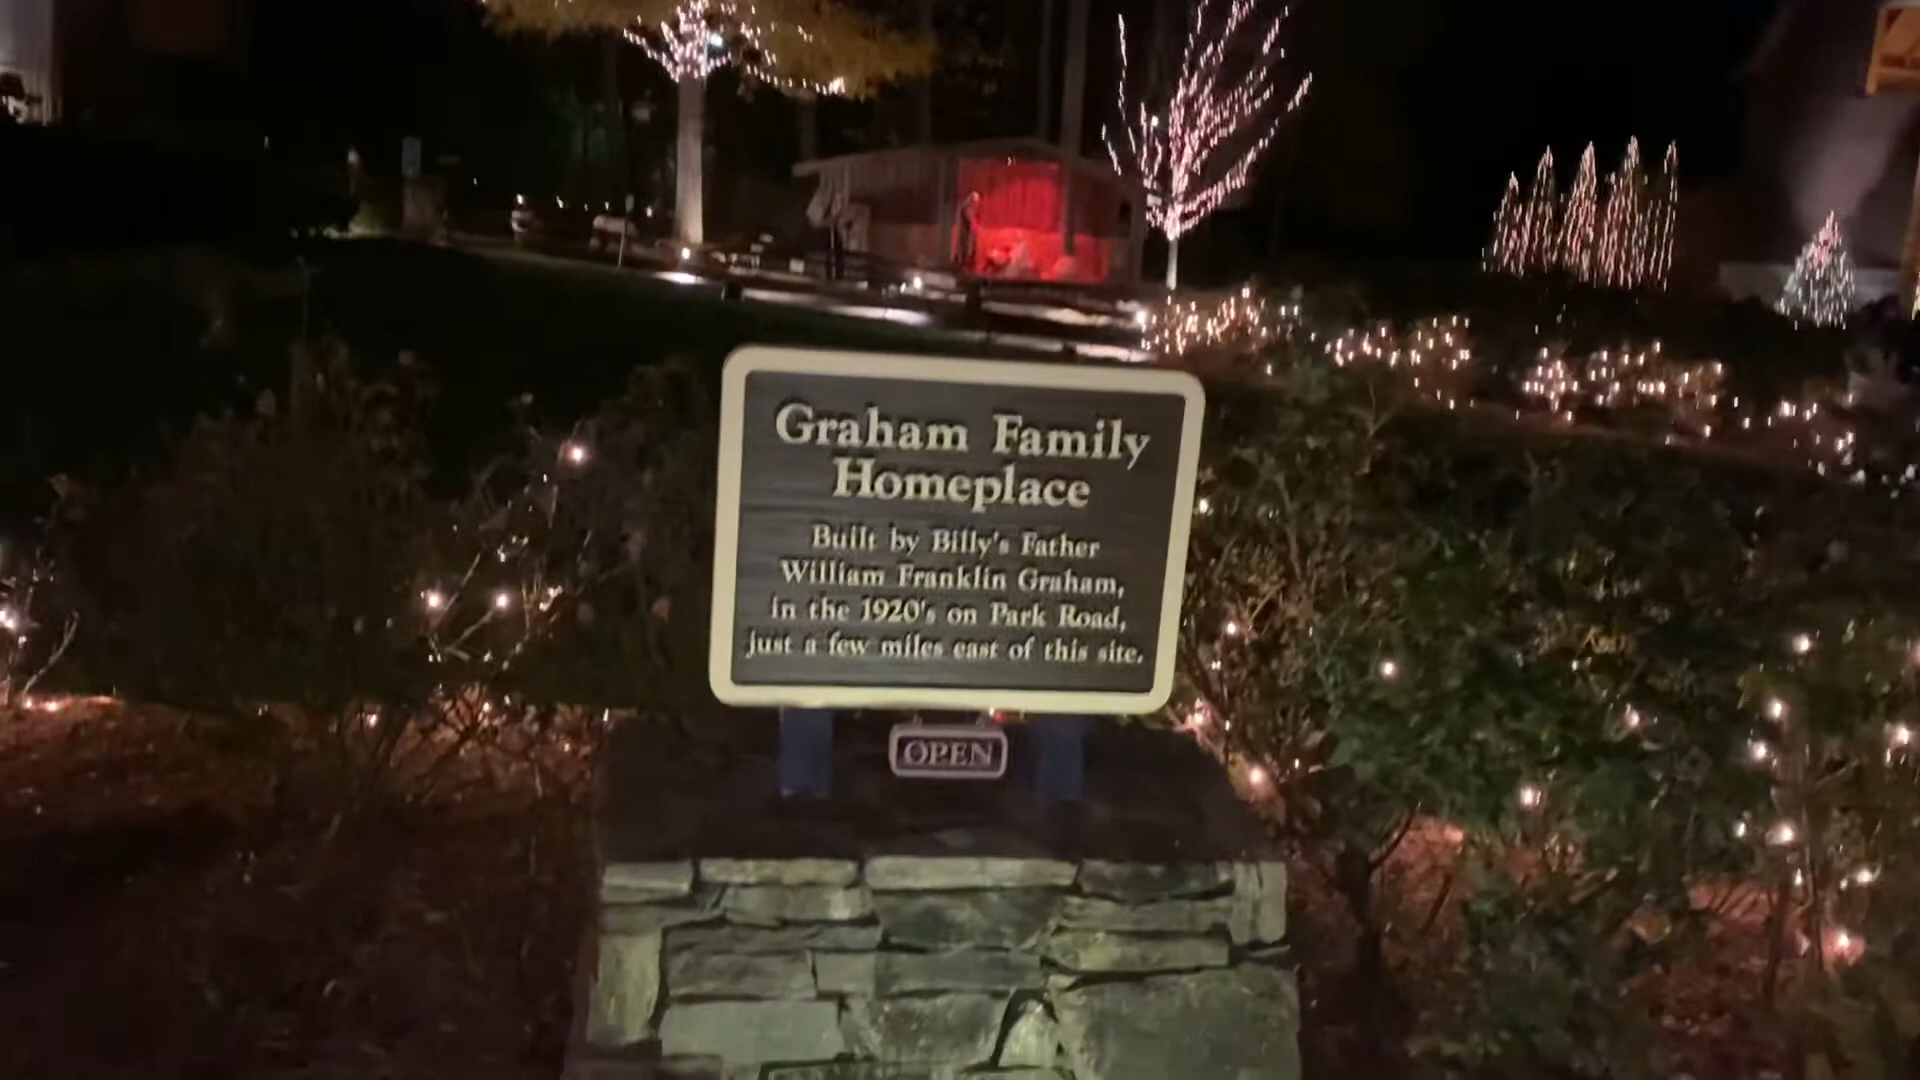 Graham Family
Homeplace
Built by Billy's Father
William Franklin Graham,
in the 1920's on Park Road,
just a few miles east of this site.
OPEN